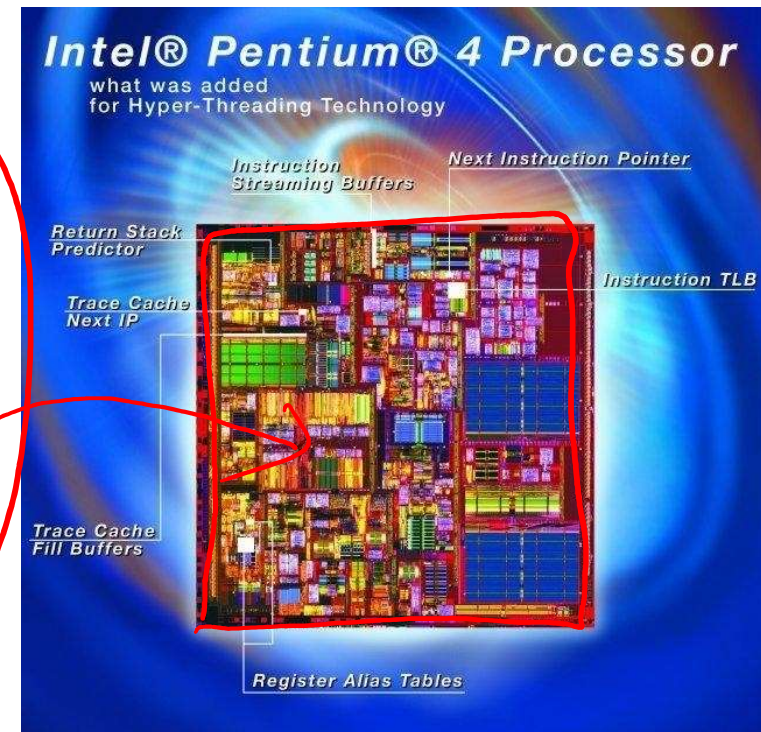 Intel® Pentium® 4 Processor
what was added
for Hyper-Threading Technology
Instruction
Streaming Buffers
Next Instruction Pointer
Return Stack
Predictor
Instruction TLB
Trace Cache
Next IP
Trace Cache
Fill Buffers
Register Alias Tables